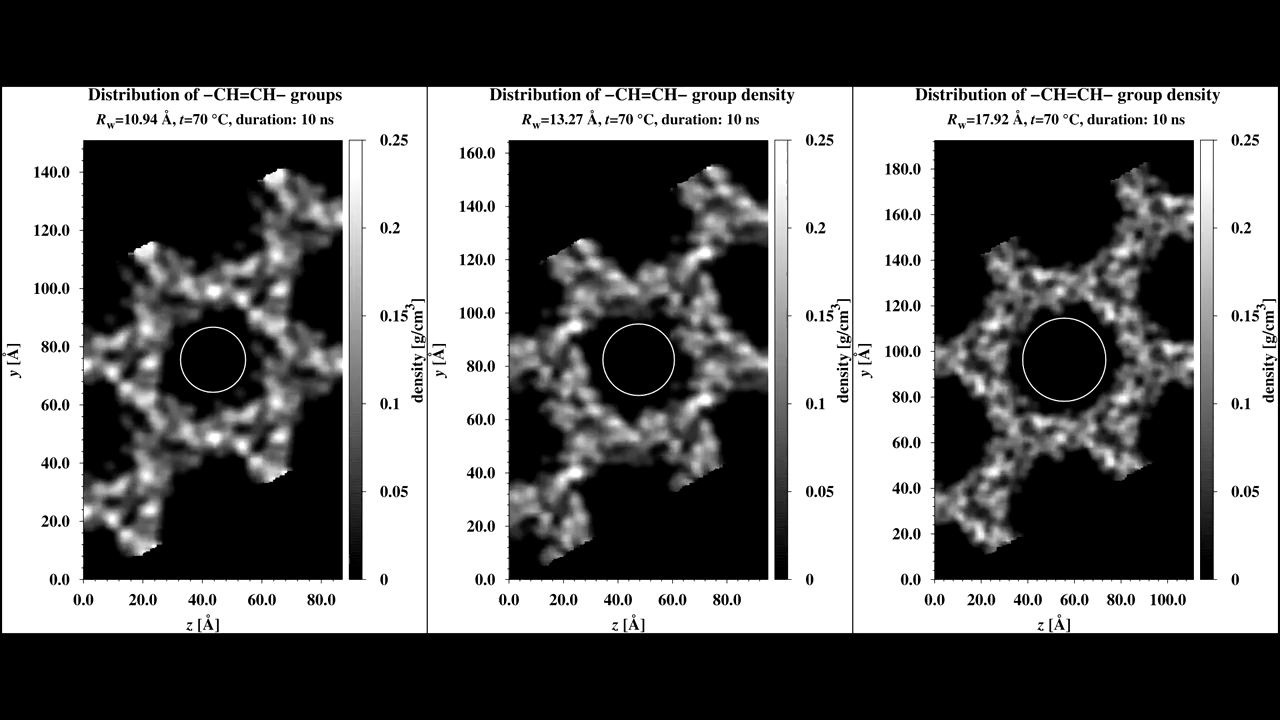 Distribution of −CH=CH− groups
Rw=10.94 Å, t=70 °C, duration: 10 ns
140.0
120.0
100.0
80.0
60.0
40.0
20.0
0.0
y [Å]
0.0 20.0 40.0 60.0 80.0
z [Å]
0.25
0.2
0.15
0.1
0.05
0
density [g/cm3]
Distribution of −CH=CH− group density
Rw=13.27 Å, t=70 °C, duration: 10 ns
160.0
140.0
120.0
100.0
80.0
60.0
40.0
20.0
0.0
y [Å]
0.0 20.0 40.0 60.0 80.0
z [Å]
0.25
0.2
0.15
0.1
0.05
0
density [g/cm3]
Distribution of −CH=CH− group density
Rw=17.92 Å, t=70 °C, duration: 10 ns
180.0
160.0
140.0
120.0
100.0
80.0
60.0
40.0
20.0
0.0
y [Å]
0.0 20.0 40.0 60.0 80.0 100.0
z [Å]
0.25
0.2
0.15
0.1
0.05
0
density [g/cm3]